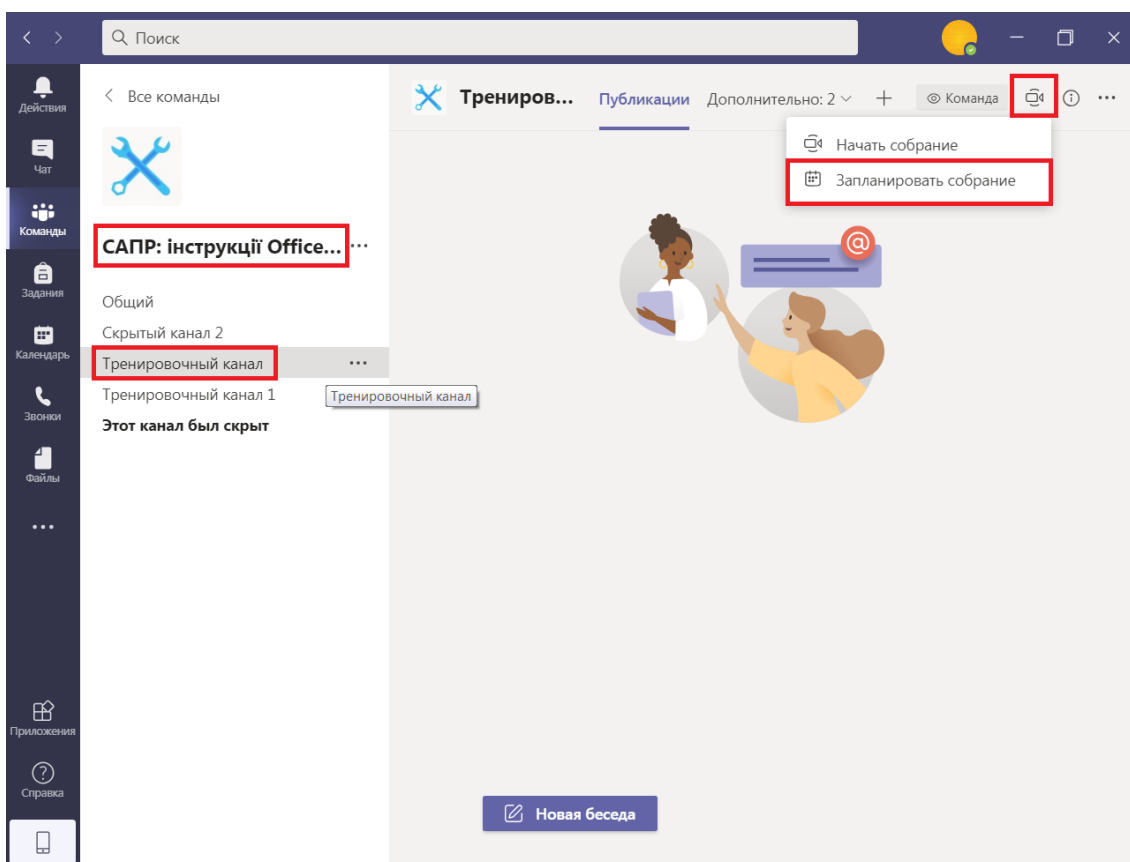 Поиск
Действия
Чат
Команды
Задания
Календарь
Звонки
Файлы
Приложения
Справка
Все команды
САПР: інструкції Office...
Общий
Скрытый канал 2
Тренировочный канал
Тренировочный канал 1
Этот канал был скрыт
Тренировочный канал
Трениров... Публикации Дополнительно: 2 Команда
Начать собрание
Запланировать собрание
@
Новая беседа